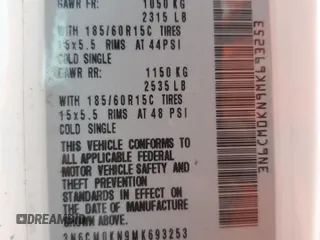 GAWR FR: 1050 KG
2315 LB
WITH 185/60R15C TIRES
15x5.5 RIMS AT 44PSI
COLD SINGLE
GAWR RR: 1150 KG
2535 LB
WITH 185/60R15C TIRES
15x5.5 RIMS AT 48 PSI
COLD SINGLE
THIS VEHICLE CONFORMS TO
ALL APPLICABLE FEDERAL
MOTOR VEHICLE SAFETY AND
THEFT PREVENTION
STANDARDS IN EFFECT ON
THE DATE OF MANUFACTURE
SHOWN ABOVE.
3N6CM0KN9MK693253
3N6CM0KN9MK693253